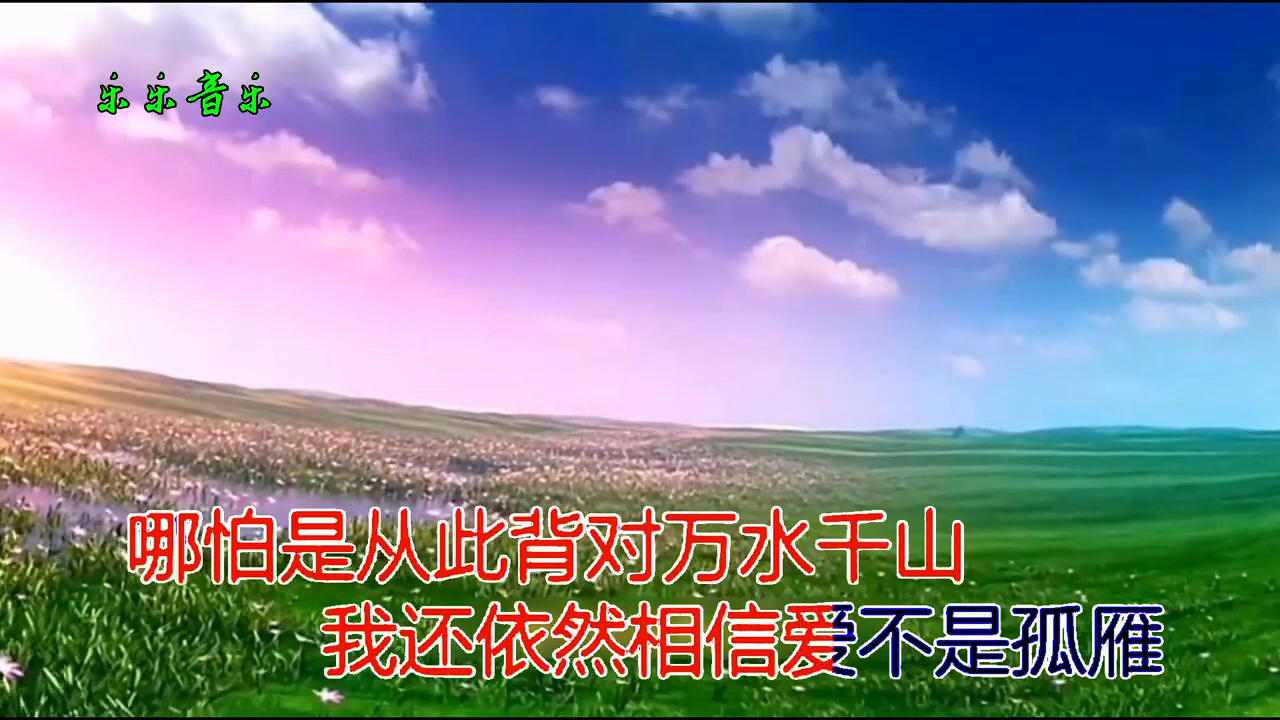 乐乐音乐
哪怕是从此背对万水千山
我还依然相信爱不是孤雁